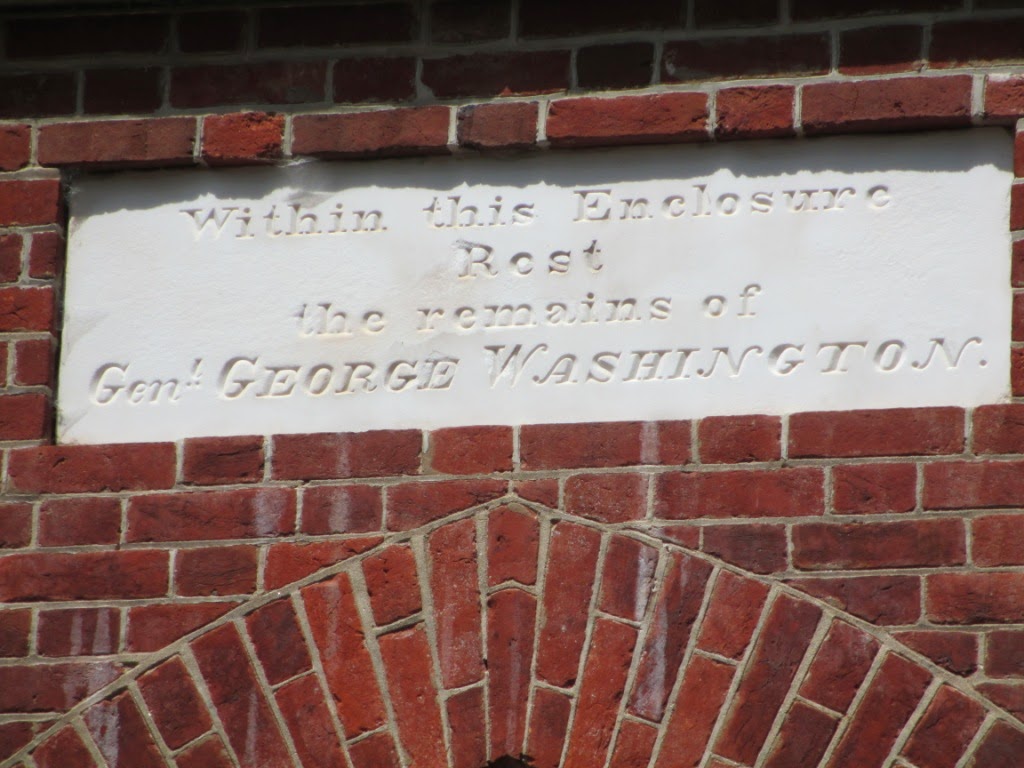 Within this Enclosure
Rest
the remains of
Genl. GEORGE WASHINGTON.